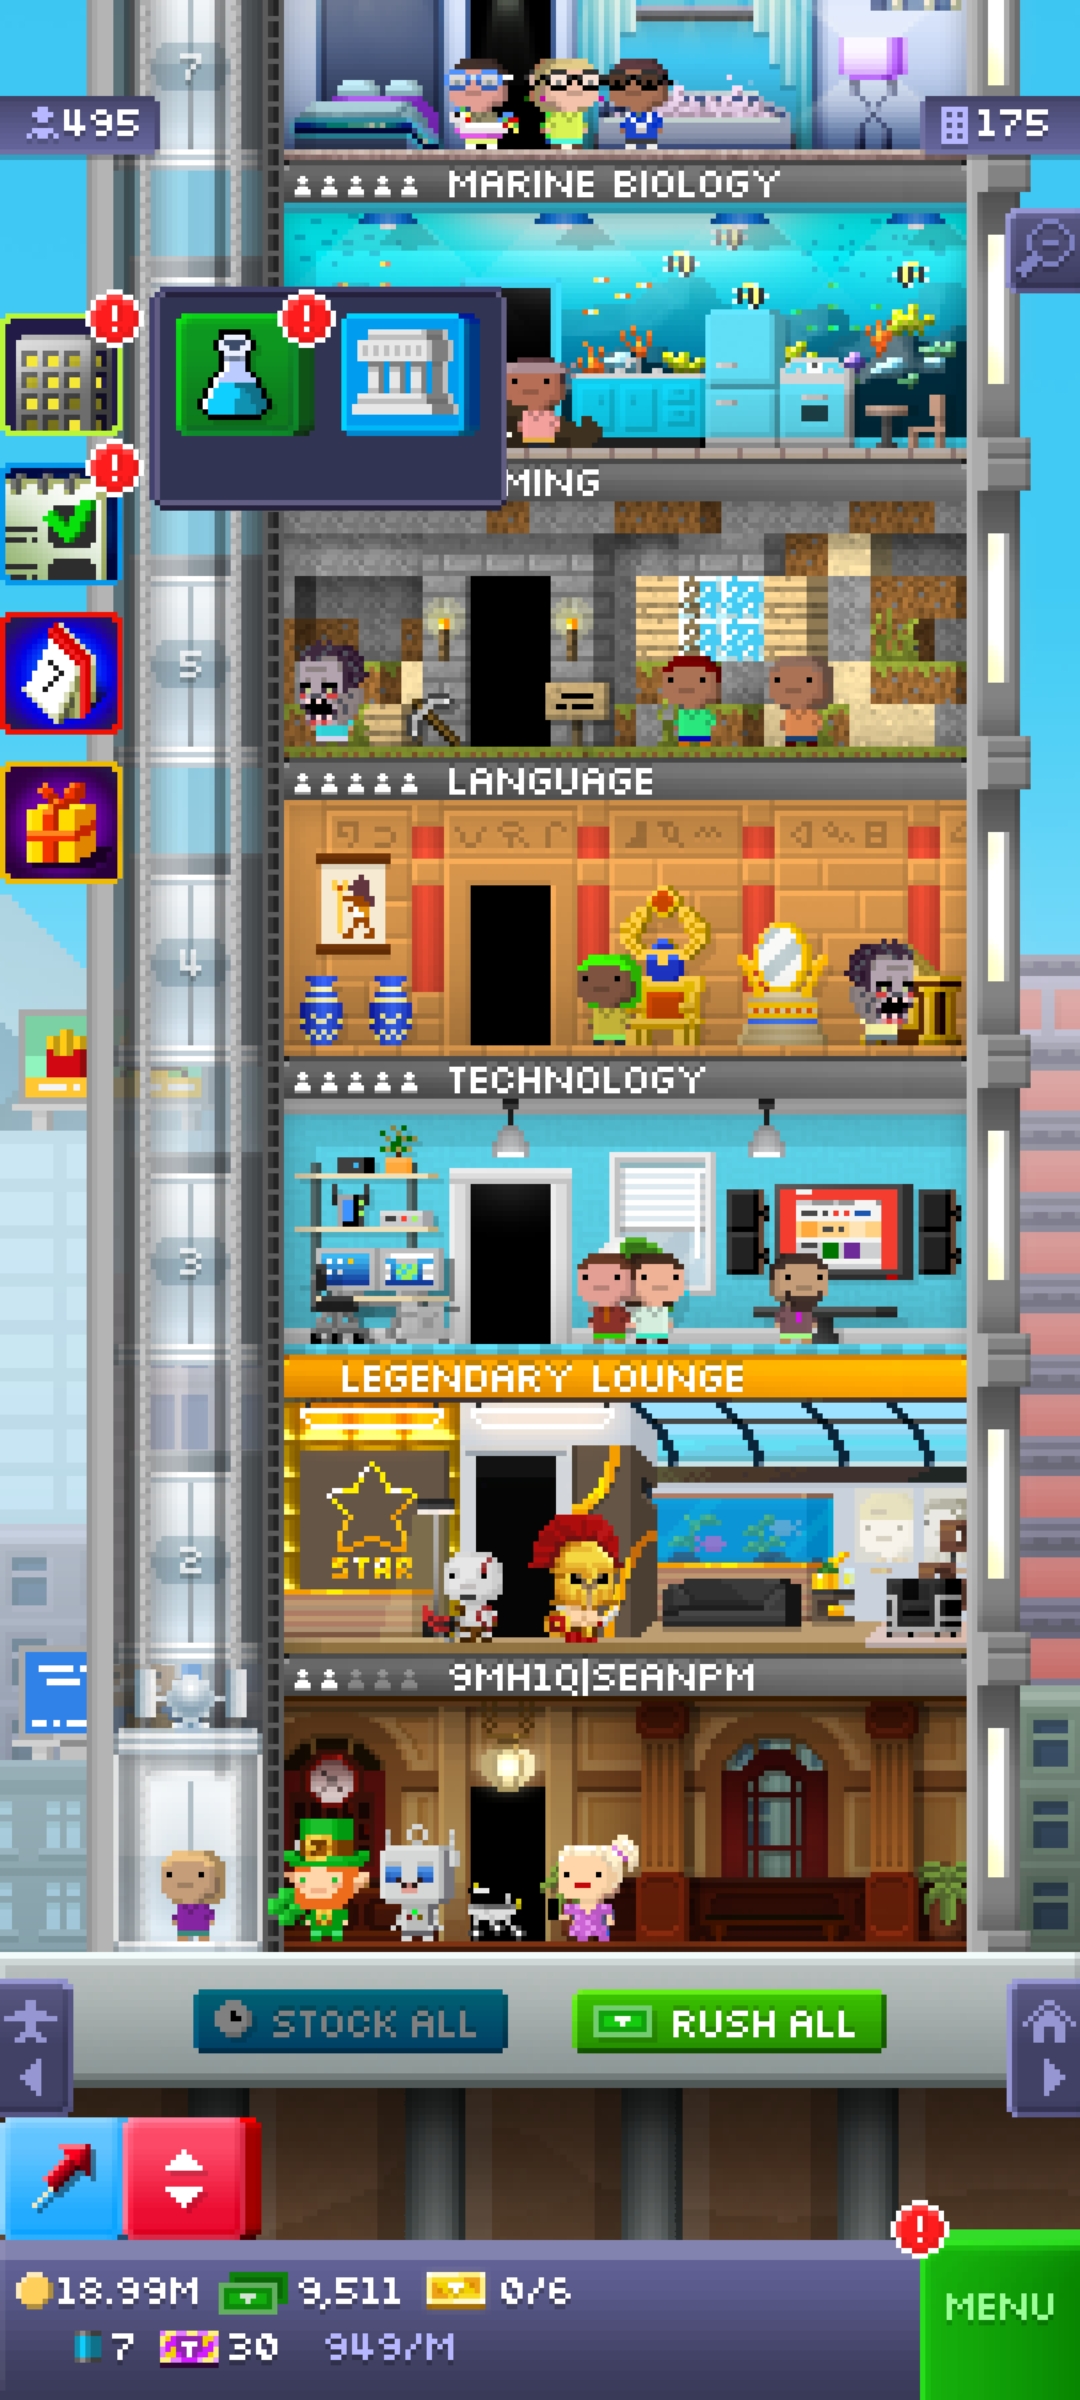 7
495
175
MARINE BIOLOGY
MING
5
LANGUAGE
4
TECHNOLOGY
3
LEGENDARY LOUNGE
STAR
2
9MH1Q|SEANPM
STOCK ALL
RUSH ALL
18.99M 9,511 0/6
MENU
7 30 949/M